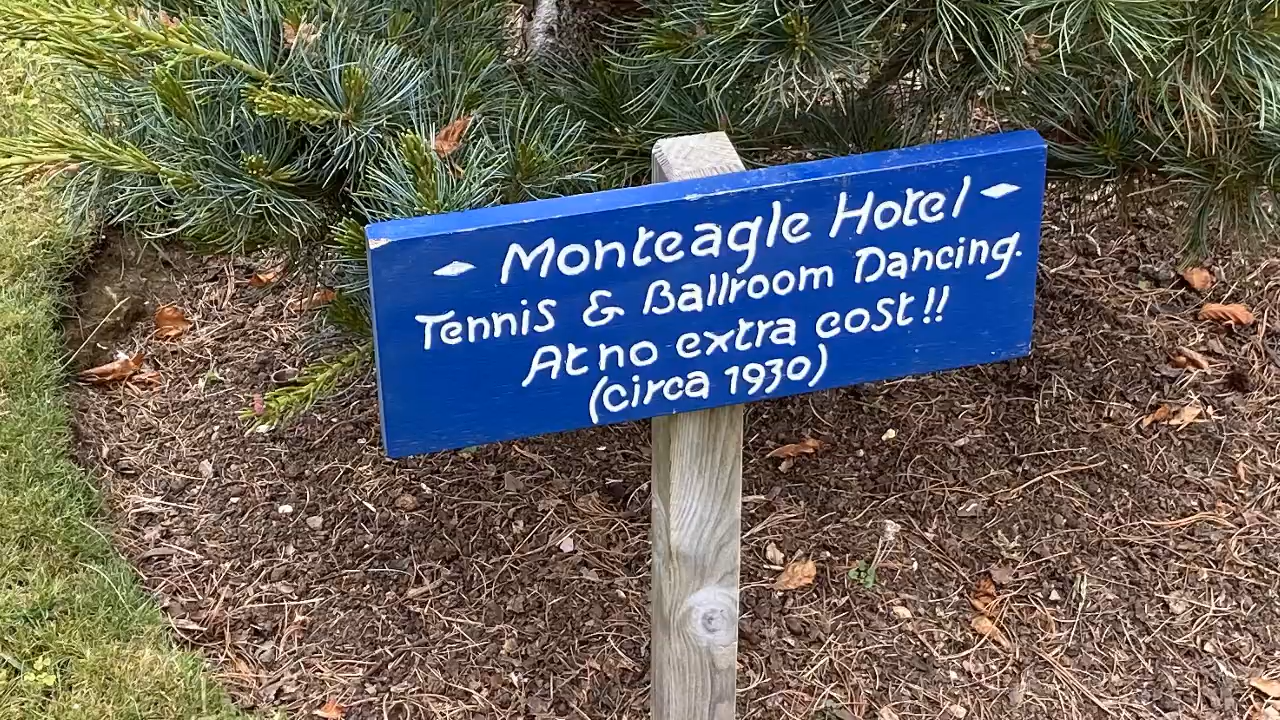 Monteagle Hotel
Tennis & Ballroom Dancing.
At no extra cost!!
(circa 1930)